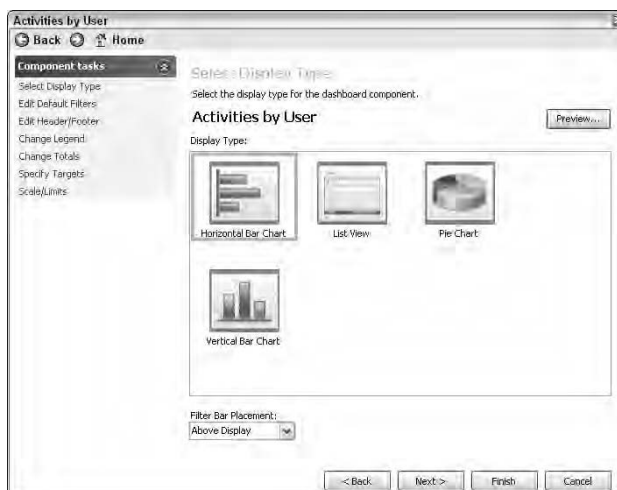 Activities by User
Back Home
Component tasks
Select Display Type
Edit Default Filters
Edit Header/Footer
Change Legend
Change Totals
Specify Targets
Scale/Limits
Select Display Type
Select the display type for the dashboard component.
Activities by User
Preview...
Display Type:
Horizontal Bar Chart List View Pie Chart
Vertical Bar Chart
Filter Bar Placement:
Above Display
< Back Next > Finish Cancel